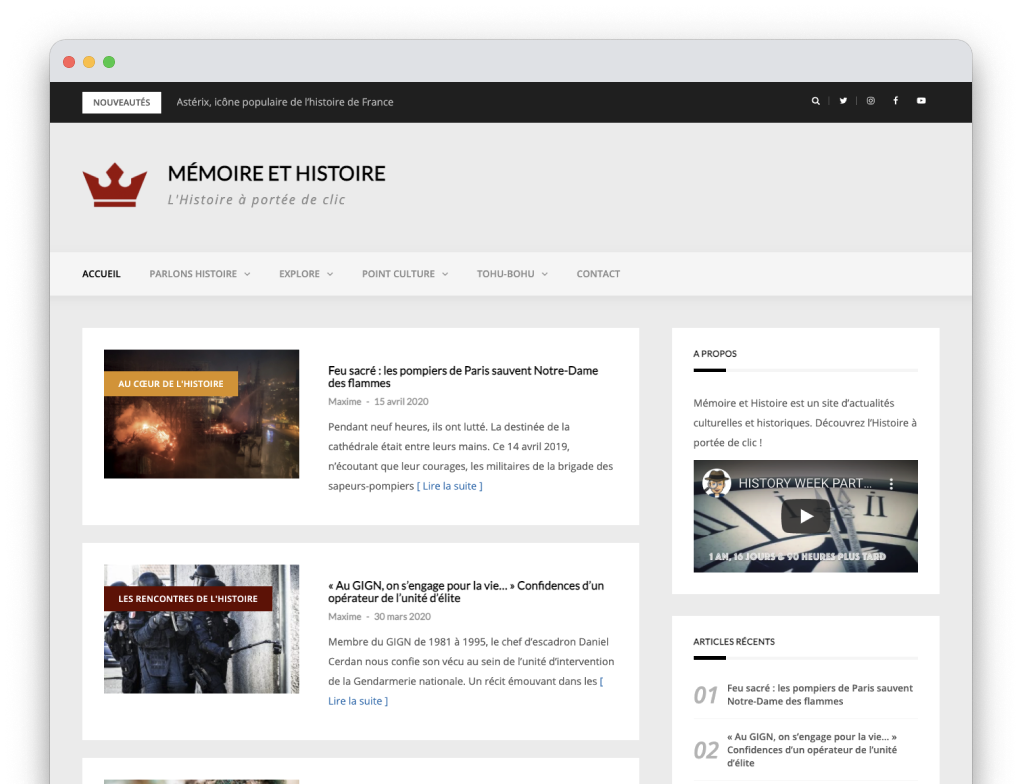 NOUVEAUTÉS
Astérix, icône populaire de l'histoire de France
MÉMOIRE ET HISTOIRE
L'Histoire à portée de clic
ACCUEIL PARLONS HISTOIRE EXPLORE POINT CULTURE TOHU-BOHU CONTACT
AU CŒUR DE L'HISTOIRE
Feu sacré : les pompiers de Paris sauvent Notre-Dame
des flammes
Maxime - 15 avril 2020
Pendant neuf heures, ils ont lutté. La destinée de la
cathédrale était entre leurs mains. Ce 14 avril 2019,
n'écoutant que leur courages, les militaires de la brigade des
sapeurs-pompiers [ Lire la suite ]
LES RENCONTRES DE L'HISTOIRE
« Au GIGN, on s'engage pour la vie... » Confidences d'un
opérateur de l'unité d'élite
Maxime - 30 mars 2020
Membre du GIGN de 1981 à 1995, le chef d'escadron Daniel
Cerdan nous confie son vécu au sein de l'unité d'intervention
de la Gendarmerie nationale. Un récit émouvant dans les [
Lire la suite ]
A PROPOS
Mémoire et Histoire est un site d'actualités
culturelles et historiques. Découvrez l'Histoire à
portée de clic !
HISTORY WEEK PART...
II
1 AN, 16 JOURS & 90 HEURES PLUS TARD
ARTICLES RÉCENTS
01
Feu sacré : les pompiers de Paris sauvent
Notre-Dame des flammes
02
« Au GIGN, on s'engage pour la vie... »
Confidences d'un opérateur de l'unité
d'élite